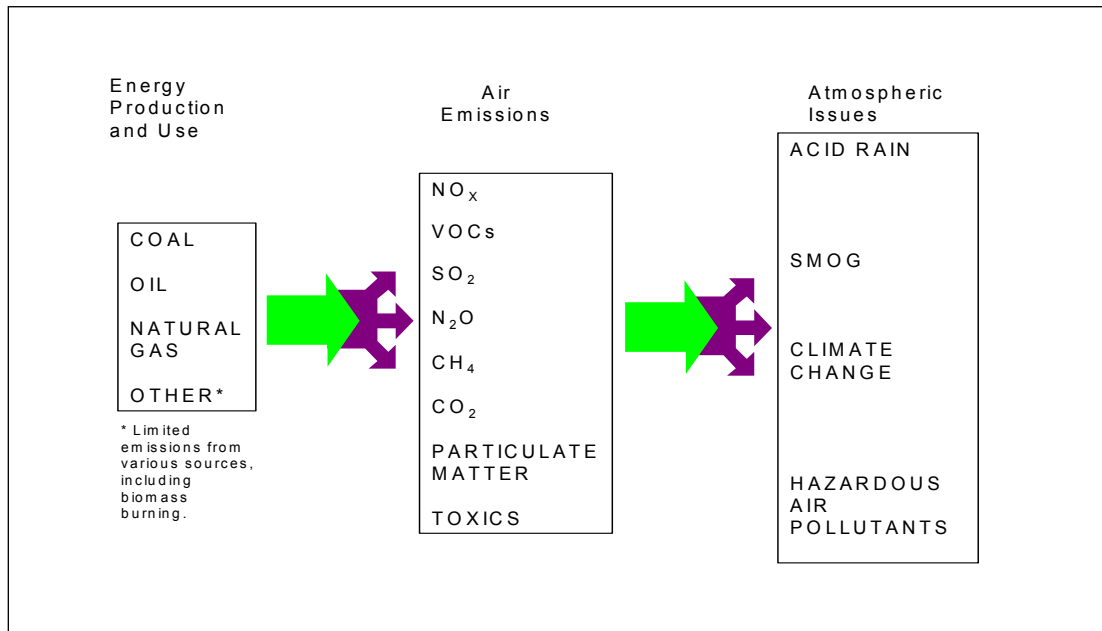 Energy
Production
and Use
COAL
OIL
NATURAL
GAS
OTHER*
* Limited
emissions from
various sources,
including
biomass
burning.
Air
Emissions
NOₓ
VOCs
SO₂
N₂O
CH₄
CO₂
PARTICULATE
MATTER
TOXICS
Atmospheric
Issues
ACID RAIN
SMOG
CLIMATE
CHANGE
HAZARDOUS
AIR
POLLUTANTS